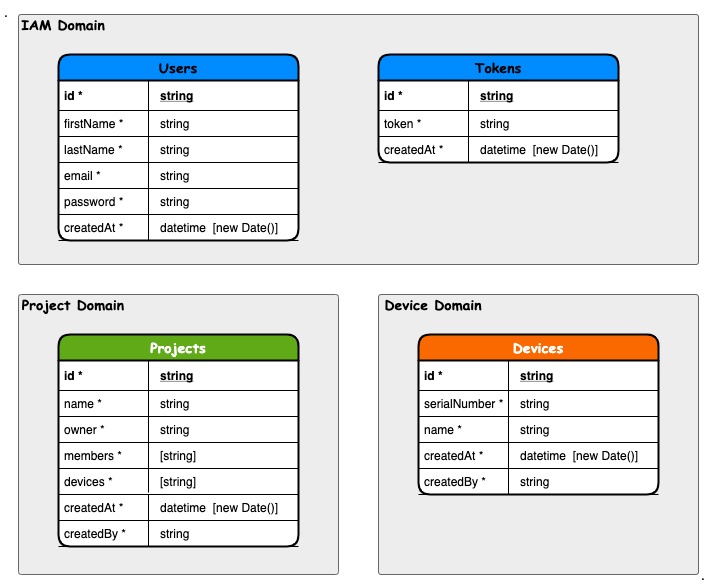 IAM Domain
Users
id * string
firstName * string
lastName * string
email * string
password * string
createdAt * datetime [new Date()]
Tokens
id * string
token * string
createdAt * datetime [new Date()]
Project Domain
Projects
id * string
name * string
owner * string
members * [string]
devices * [string]
createdAt * datetime [new Date()]
createdBy * string
Device Domain
Devices
id * string
serialNumber * string
name * string
createdAt * datetime [new Date()]
createdBy * string